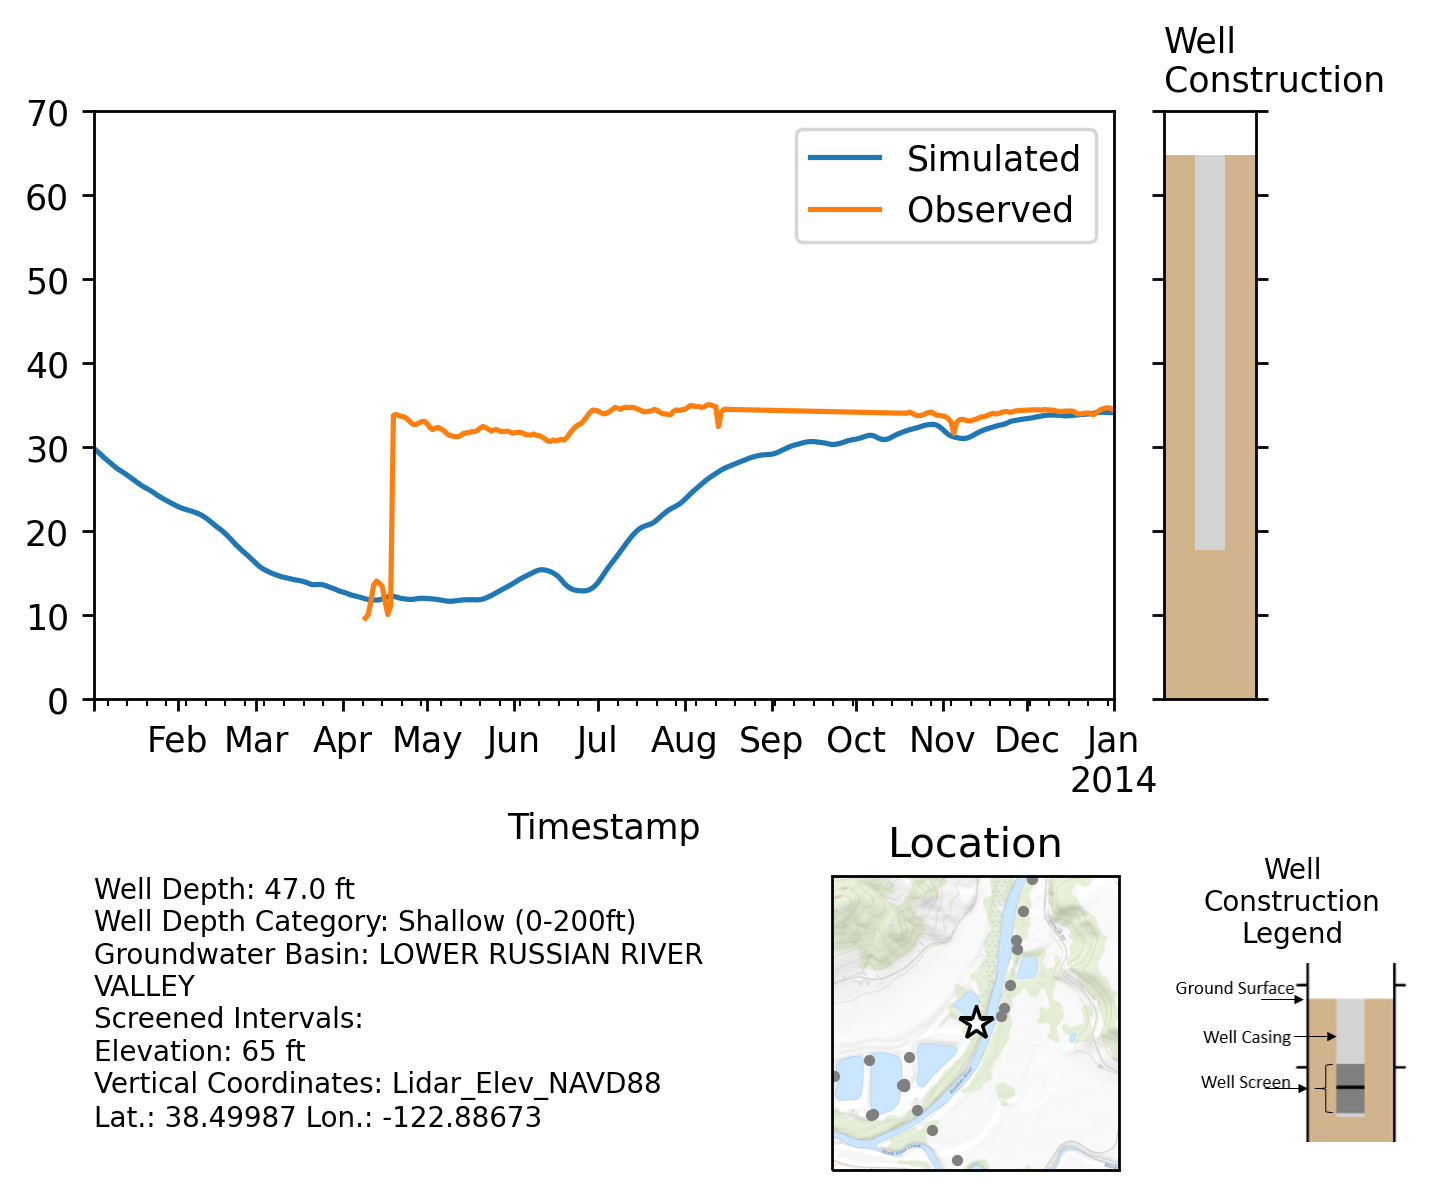 Well
Construction
70
60
50
40
30
20
10
0
Simulated
Observed
Feb Mar Apr May Jun Jul Aug Sep Oct Nov Dec Jan
2014
Timestamp
Well Depth: 47.0 ft
Well Depth Category: Shallow (0-200ft)
Groundwater Basin: LOWER RUSSIAN RIVER
VALLEY
Screened Intervals:
Elevation: 65 ft
Vertical Coordinates: Lidar_Elev_NAVD88
Lat.: 38.49987 Lon.: -122.88673
Location
Well
Construction
Legend
Ground Surface
Well Casing
Well Screen